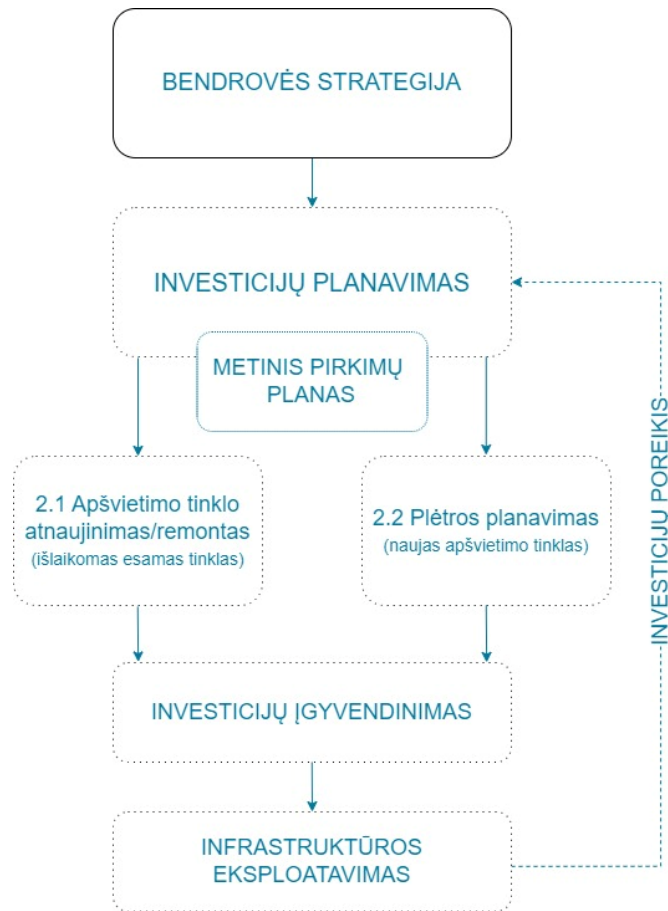 BENDROVĖS STRATEGIJA
INVESTICIJŲ PLANAVIMAS
METINIS PIRKIMŲ
PLANAS
2.1 Apšvietimo tinklo
atnaujinimas/remontas
(išlaikomas esamas tinklas)
2.2 Plėtros planavimas
(naujas apšvietimo tinklas)
INVESTICIJU POREIKIS
INVESTICIJŲ ĮGYVENDINIMAS
INFRASTRUKTŪROS
EKSPLOATAVIMAS